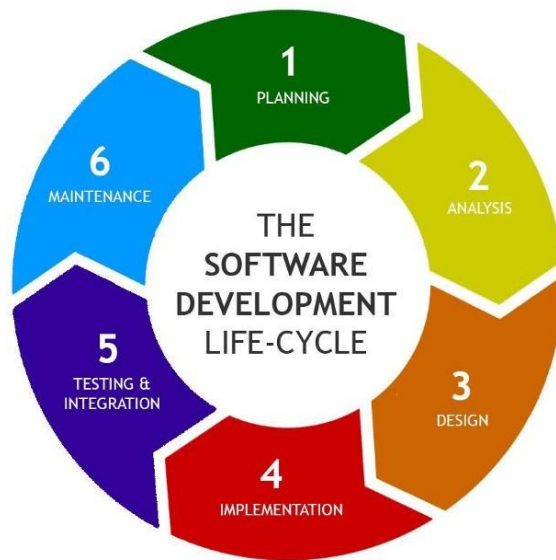 THE
SOFTWARE
DEVELOPMENT
LIFE-CYCLE
1
PLANNING
2
ANALYSIS
3
DESIGN
4
IMPLEMENTATION
5
TESTING &
INTEGRATION
6
MAINTENANCE